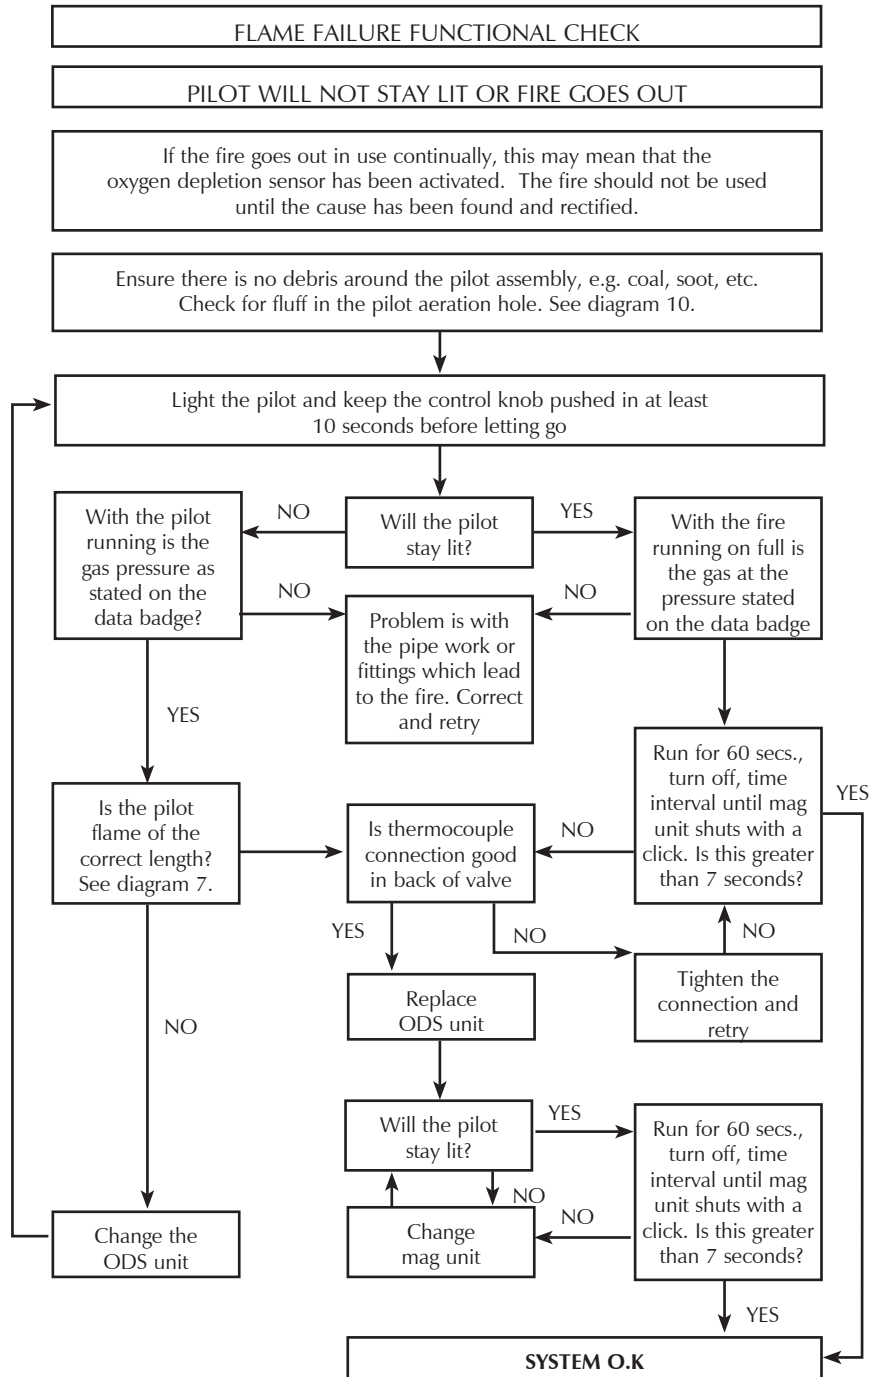 FLAME FAILURE FUNCTIONAL CHECK
PILOT WILL NOT STAY LIT OR FIRE GOES OUT
If the fire goes out in use continually, this may mean that the
oxygen depletion sensor has been activated. The fire should not be used
until the cause has been found and rectified.
Ensure there is no debris around the pilot assembly, e.g. coal, soot, etc.
Check for fluff in the pilot aeration hole. See diagram 10.
Light the pilot and keep the control knob pushed in at least
10 seconds before letting go
With the pilot
running is the
gas pressure as
stated on the
data badge?
NO
Will the pilot
stay lit?
YES
With the fire
running on full is
the gas at the
pressure stated
on the data badge
NO
Problem is with
the pipe work or
fittings which lead
to the fire. Correct
and retry
NO
YES
Run for 60 secs.,
turn off, time
interval until mag
unit shuts with a
click. Is this greater
than 7 seconds?
YES
Is the pilot
flame of the
correct length?
See diagram 7.
Is thermocouple
connection good
in back of valve
NO
YES
NO
NO
Tighten the
connection and
retry
Replace
ODS unit
NO
Will the pilot
stay lit?
YES
Run for 60 secs.,
turn off, time
interval until mag
unit shuts with a
click. Is this greater
than 7 seconds?
NO
NO
Change
mag unit
Change the
ODS unit
YES
SYSTEM O.K